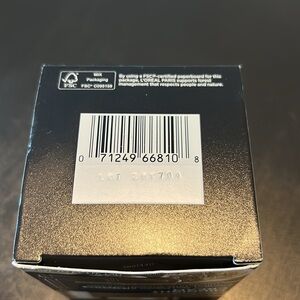 MIX
Packaging
FSC
FSC® C099159
By using a FSC®-certified paperboard for this
package, L'ORÉAL PARIS supports forest
management that respects people and nature.
0 71249 66810 8